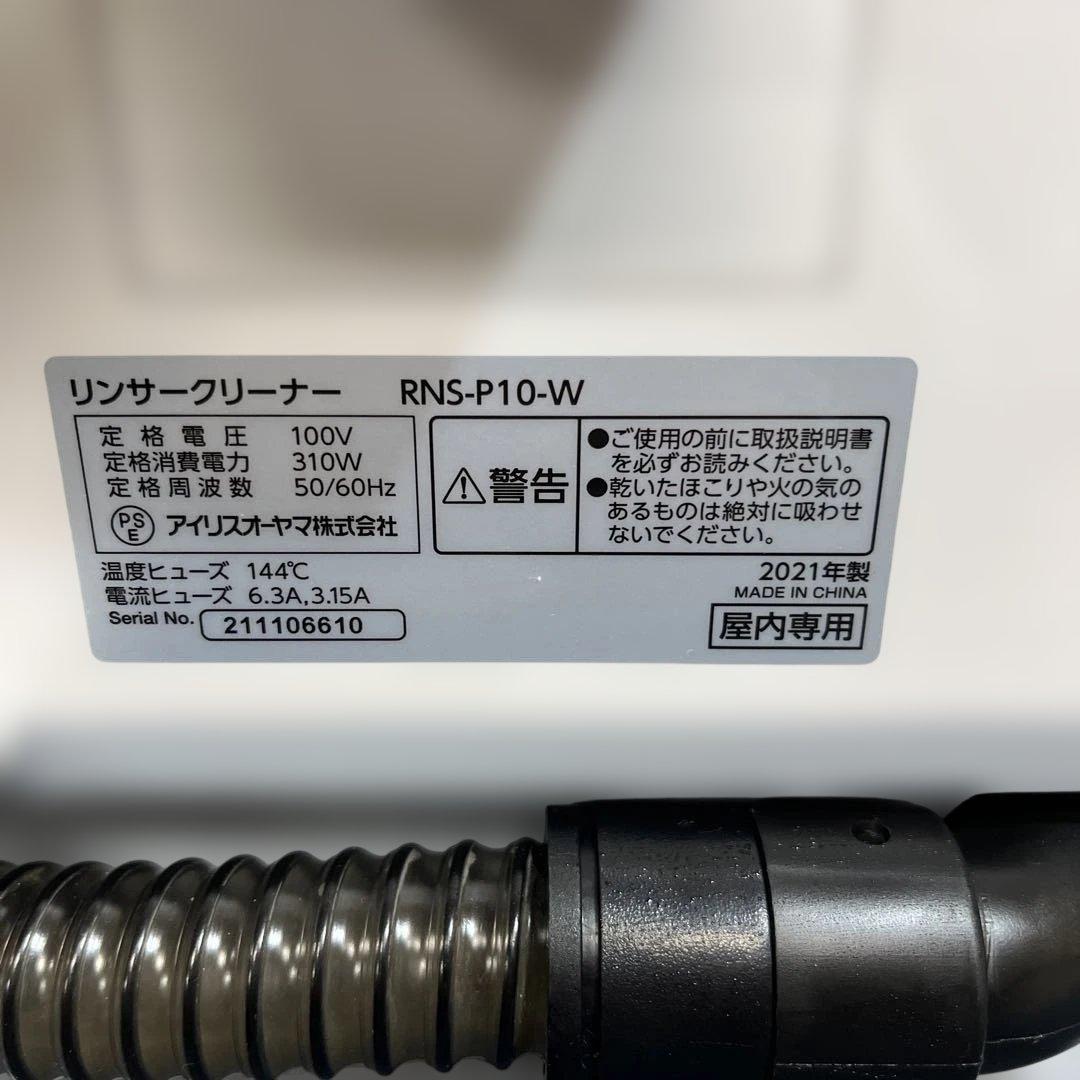 リンサークリーナー RNS-P10-W
定格電圧 100V
定格消費電力 310W
定格周波数 50/60Hz
PSE アイリスオーヤマ株式会社
警告
●ご使用の前に取扱説明書
を必ずお読みください。
●乾いたほこりや火の気の
あるものは絶対に吸わせ
ないでください。
温度ヒューズ 144℃
電流ヒューズ 6.3A,3.15A
Serial No. 211106610
2021年製
MADE IN CHINA
屋内専用